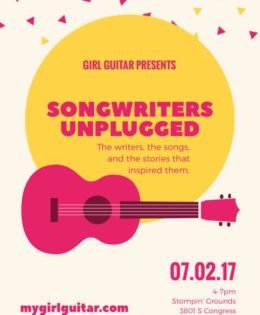 GIRL GUITAR PRESENTS
SONGWRITERS
UNPLUGGED
The writers, the songs,
and the stories that
inspired them.
07.02.17
4-7pm
Stompin' Grounds
3801 S Congress
mygirlguitar.com